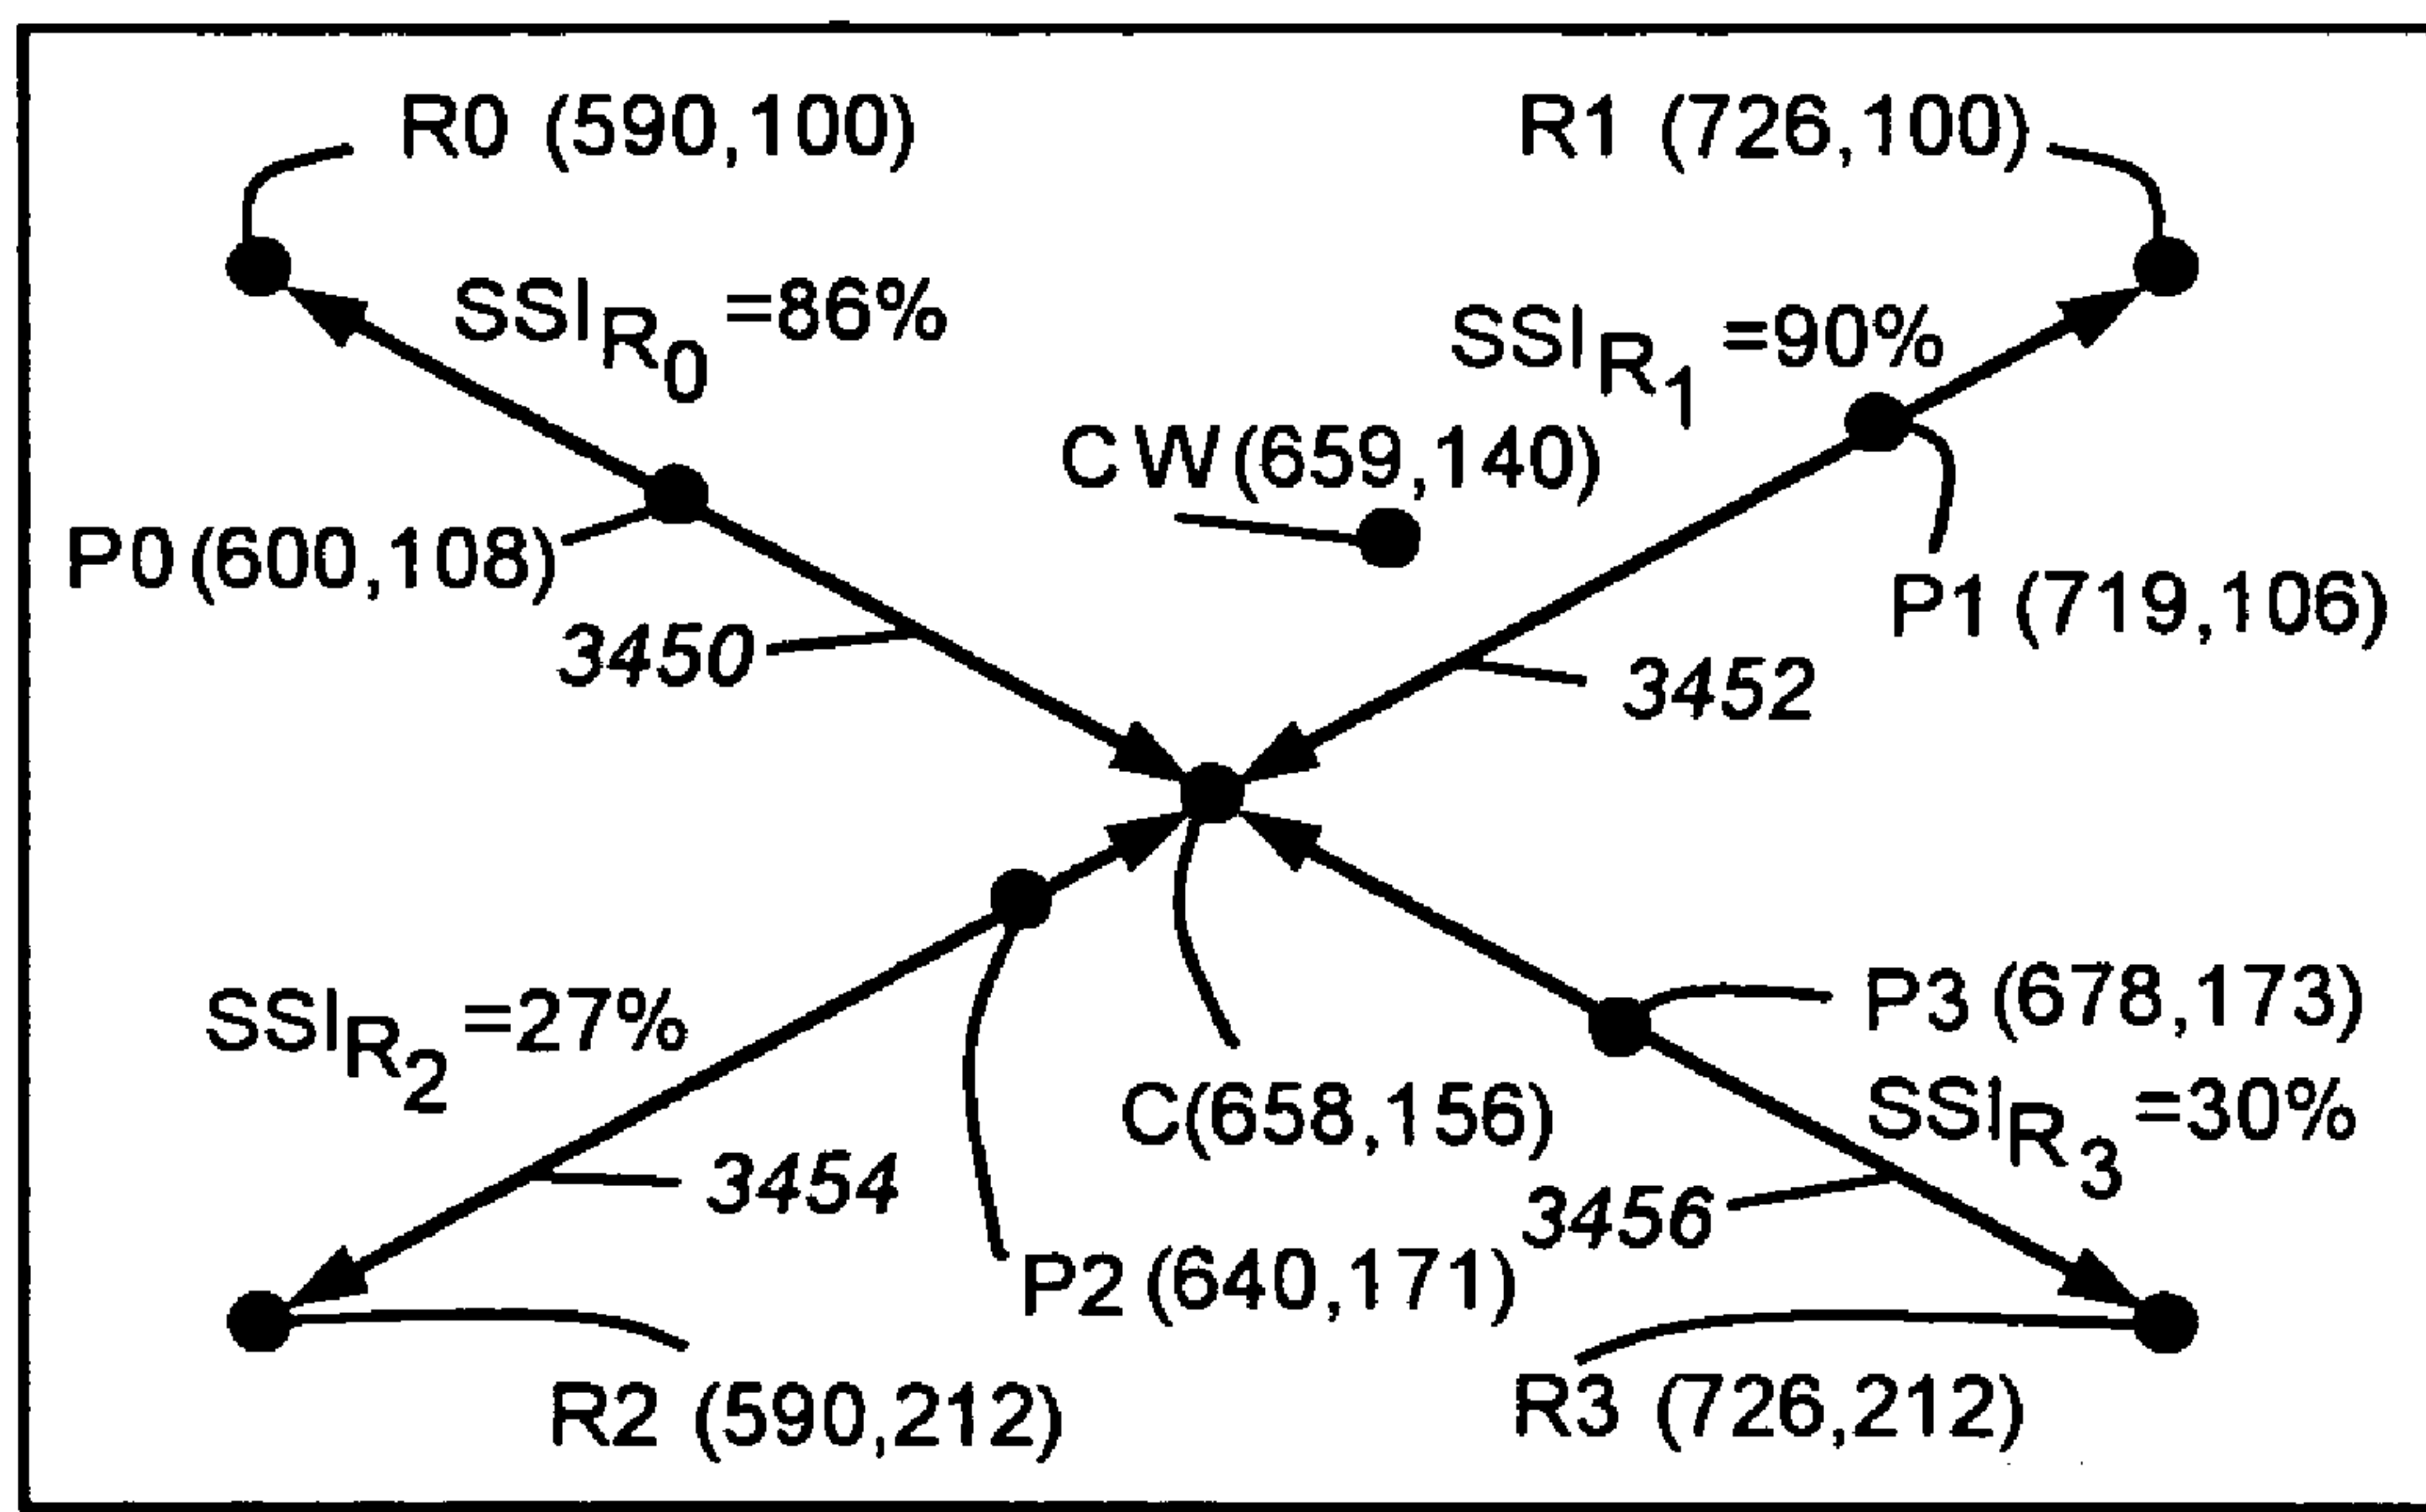 R0 (590,100)
R1 (726,100)
SSIR0 =86%
SSIR1 =90%
CW(659,140)
P0(600,108)
P1 (719,106)
3450
3452
P3 (678,173)
SSIR2 =27%
C(658,156)
SSIR3 =30%
3454
3456
P2 (640,171)
R2 (590,212)
R3 (726,212)